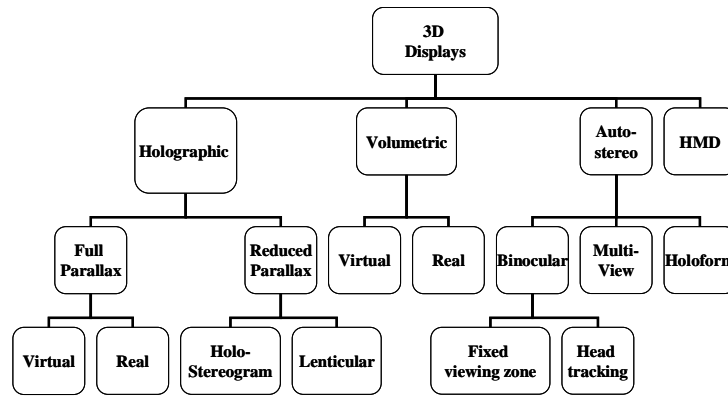 3D
Displays
Holographic
Volumetric
Auto-
stereo
HMD
Full
Parallax
Reduced
Parallax
Virtual
Real
Binocular
Multi-
View
Holoform
Virtual
Real
Holo-
Stereogram
Lenticular
Fixed
viewing zone
Head
tracking